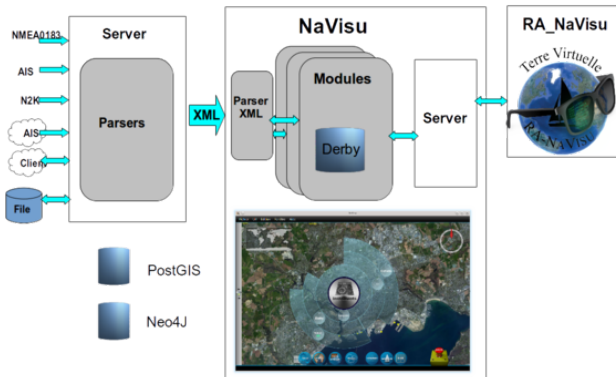 NaVisu
RA_NaVisu
Server
NMEA0183
AIS
N2K
AIS
Client
File
Parsers
XML
Parser
XML
Modules
Derby
Server
Terre Virtuelle
RA-NAVISU
PostGIS
Neo4J